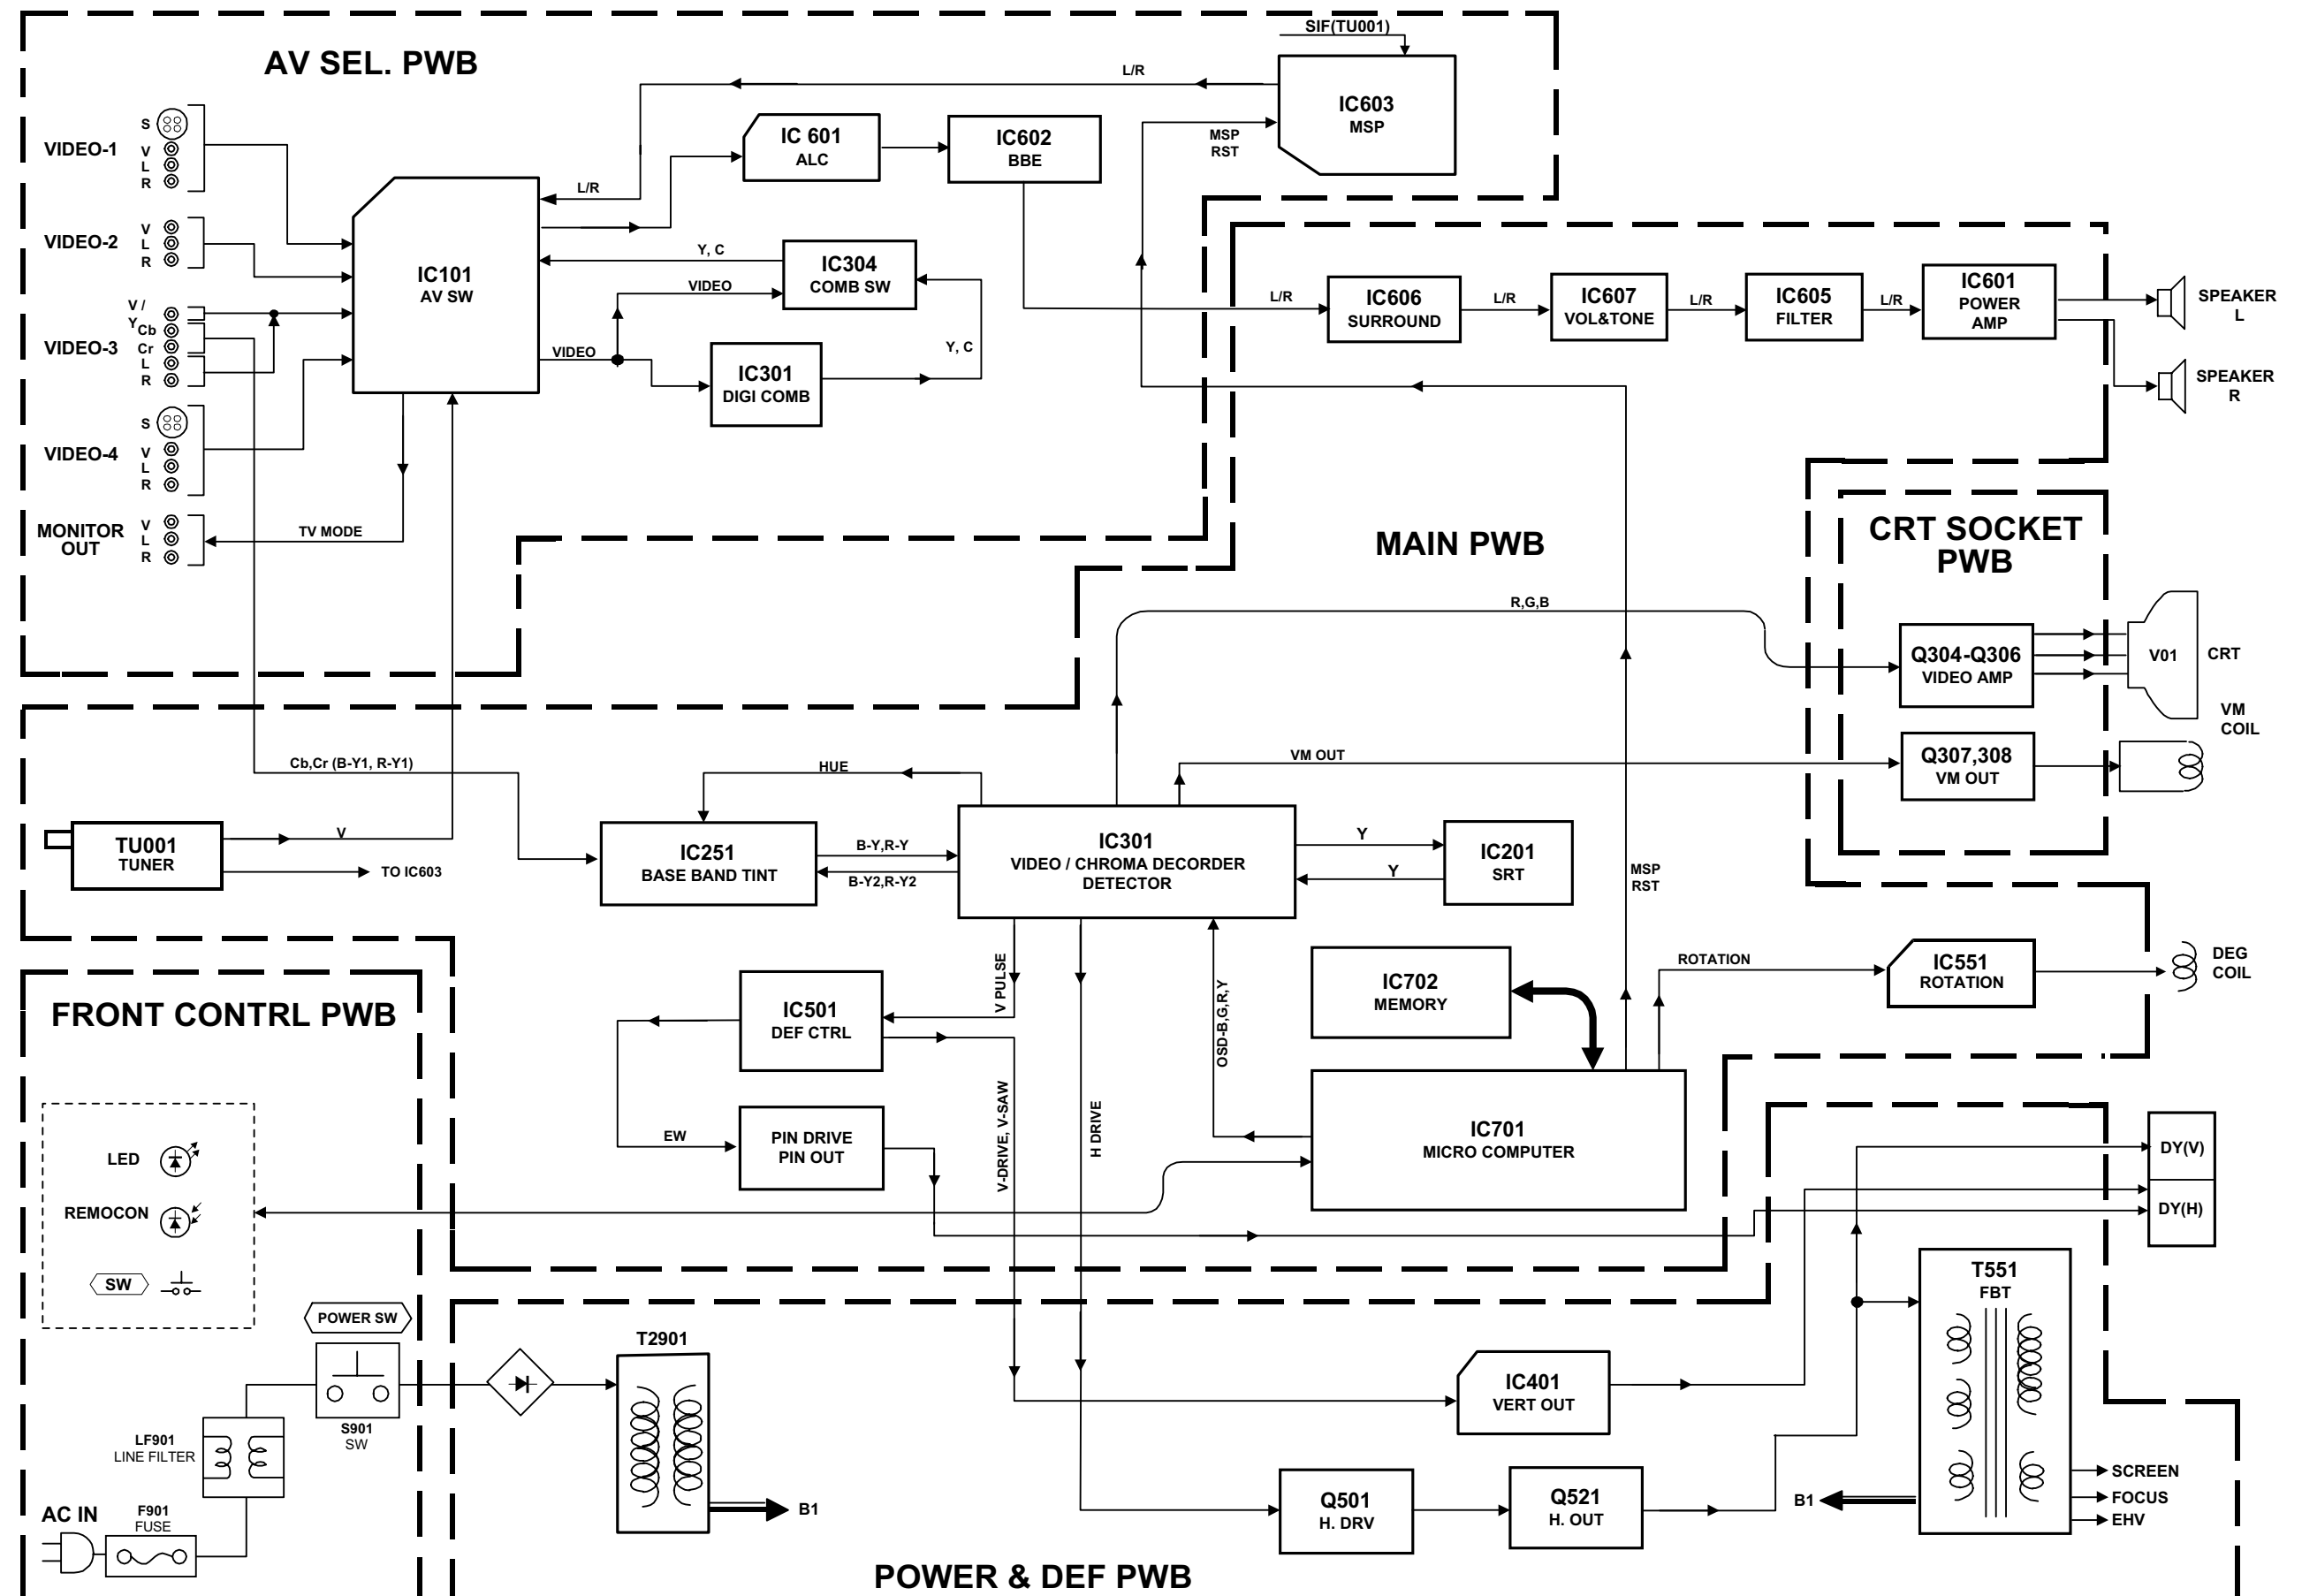 SIF(TU001)
AV SEL. PWB
L/R
IC603
MSP
S
V
L
R
VIDEO-1
IC 601
ALC
IC602
BBE
MSP
RST
L/R
VIDEO-2
V
L
R
IC101
AV SW
Y, C
IC304
COMB SW
VIDEO
L/R
IC606
SURROUND
L/R
IC607
VOL&TONE
L/R
IC605
FILTER
L/R
IC601
POWER
AMP
SPEAKER
L
V /
Y
Cb
Cr
L
R
VIDEO-3
VIDEO
Y, C
IC301
DIGI COMB
SPEAKER
R
S
V
L
R
VIDEO-4
MONITOR
OUT
V
L
R
TV MODE
MAIN PWB
CRT SOCKET
PWB
R,G,B
Q304-Q306
VIDEO AMP
V01
CRT
VM
COIL
Cb,Cr (B-Y1, R-Y1)
HUE
VM OUT
Q307,308
VM OUT
TU001
TUNER
V
TO IC603
IC251
BASE BAND TINT
B-Y,R-Y
B-Y2,R-Y2
IC301
VIDEO / CHROMA DECORDER
DETECTOR
Y
Y
IC201
SRT
MSP
RST
FRONT CONTRL PWB
IC501
DEF CTRL
V PULSE
OSD-B,G,R,Y
IC702
MEMORY
ROTATION
IC551
ROTATION
DEG
COIL
V-DRIVE, V-SAW
H DRIVE
EW
PIN DRIVE
PIN OUT
IC701
MICRO COMPUTER
DY(V)
DY(H)
LED
REMOCON
SW
POWER SW
T2901
T551
FBT
S901
SW
LF901
LINE FILTER
IC401
VERT OUT
AC IN
F901
FUSE
B1
Q501
H. DRV
Q521
H. OUT
B1
SCREEN
FOCUS
EHV
POWER & DEF PWB